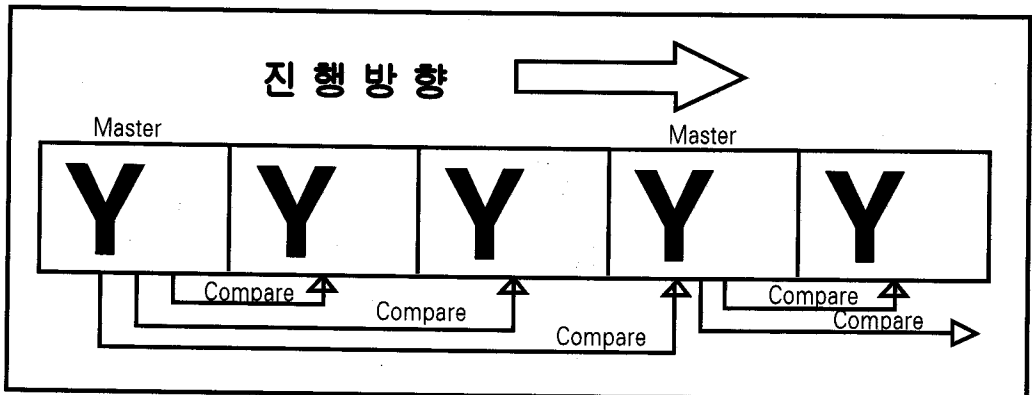 진 행 방 향
Master Master
Y Y Y Y Y
Compare Compare
Compare Compare
Compare